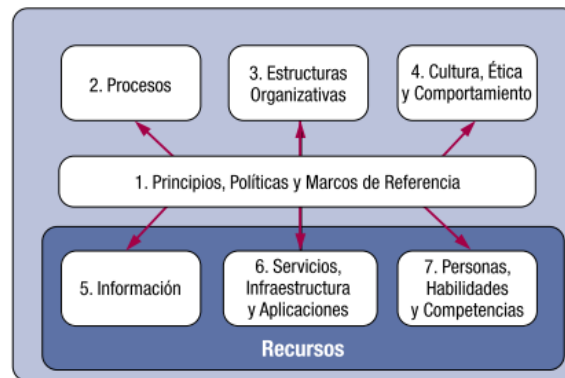 2. Procesos
3. Estructuras
Organizativas
4. Cultura, Ética
y Comportamiento
1. Principios, Políticas y Marcos de Referencia
5. Información
6. Servicios,
Infraestructura
y Aplicaciones
7. Personas,
Habilidades
y Competencias
Recursos